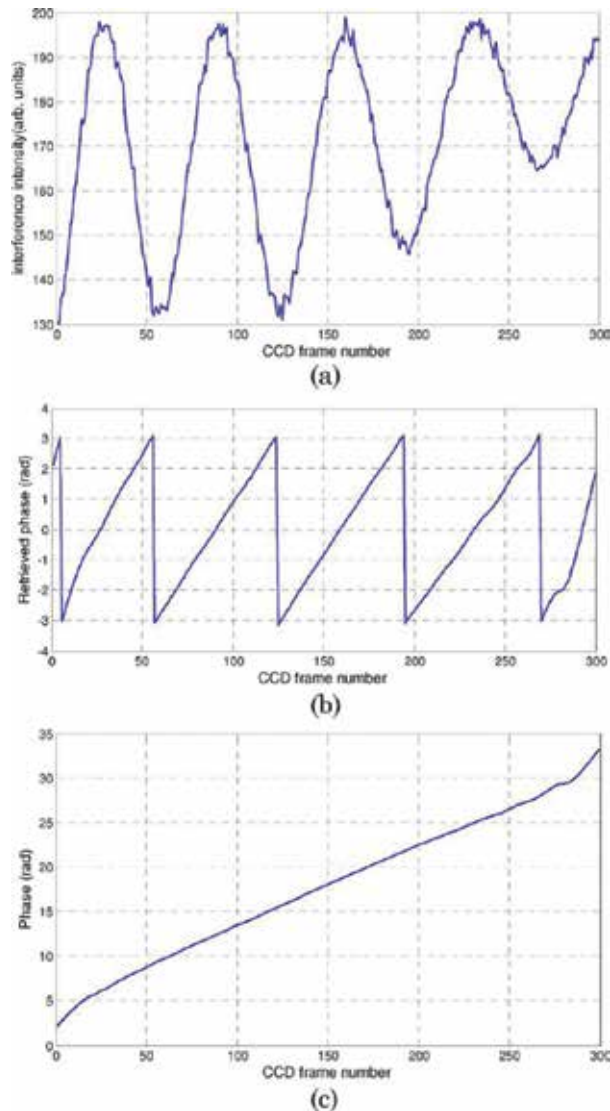 200
190
180
170
160
150
140
130
interference intensity(arb. units)
0 50 100 150 200 250 300
CCD frame number
(a)
4
3
2
1
0
-1
-2
-3
-4
Retrieved phase (rad)
0 50 100 150 200 250 300
CCD frame number
(b)
35
30
25
20
15
10
5
0
Phase (rad)
0 50 100 150 200 250 300
CCD frame number
(c)